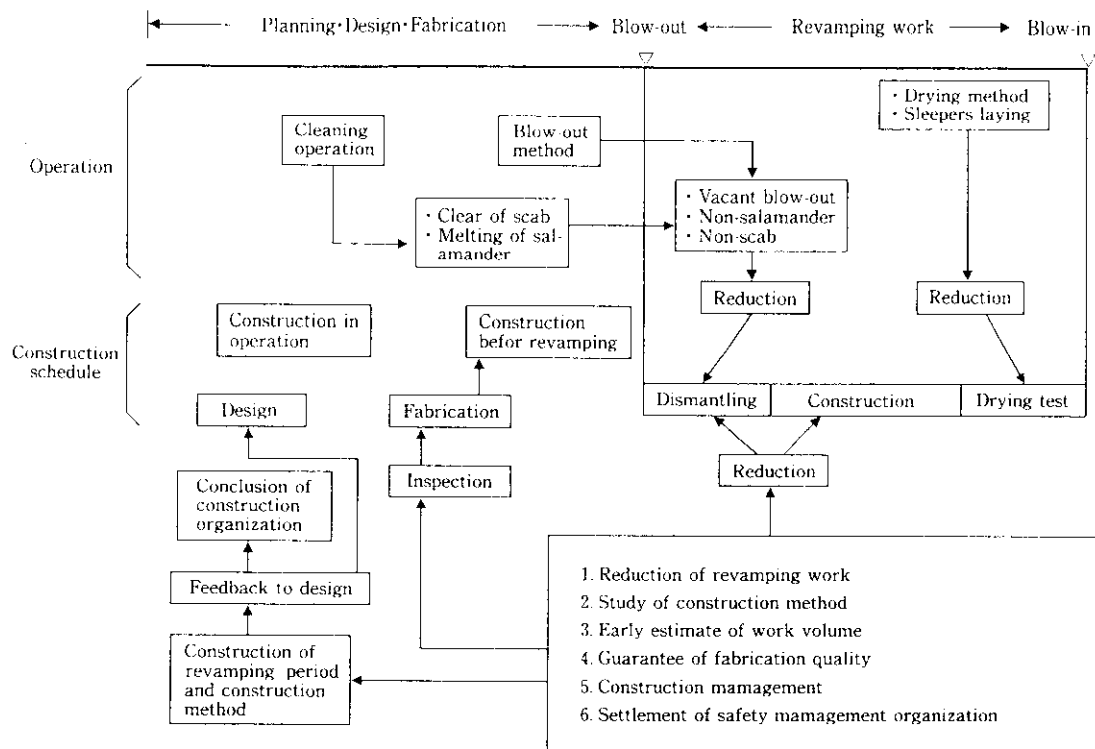 Planning·Design·Fabrication
Blow-out
Revamping work
Blow-in
Operation
Cleaning
operation
Blow-out
method
· Drying method
· Sleepers laying
· Clear of scab
· Melting of sal-
amander
· Vacant blow-out
· Non-salamander
· Non-scab
Reduction
Reduction
Construction
schedule
Construction in
operation
Construction
befor revamping
Design
Fabrication
Dismantling
Construction
Drying test
Inspection
Reduction
Conclusion of
construction
organization
Feedback to design
Construction of
revamping period
and construction
method
1. Reduction of revamping work
2. Study of construction method
3. Early estimate of work volume
4. Guarantee of fabrication quality
5. Construction mamagement
6. Settlement of safety mamagement organization